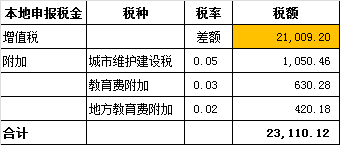 本地申报税金 税种 税率 税额
增值税 差额 21,009.20
附加 城市维护建设税 0.05 1,050.46
教育费附加 0.03 630.28
地方教育费附加 0.02 420.18
合计 23,110.12